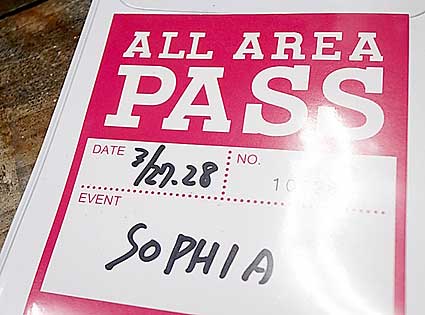 ALL AREA
PASS
DATE 3/27.28 NO.
EVENT
SOPHIA